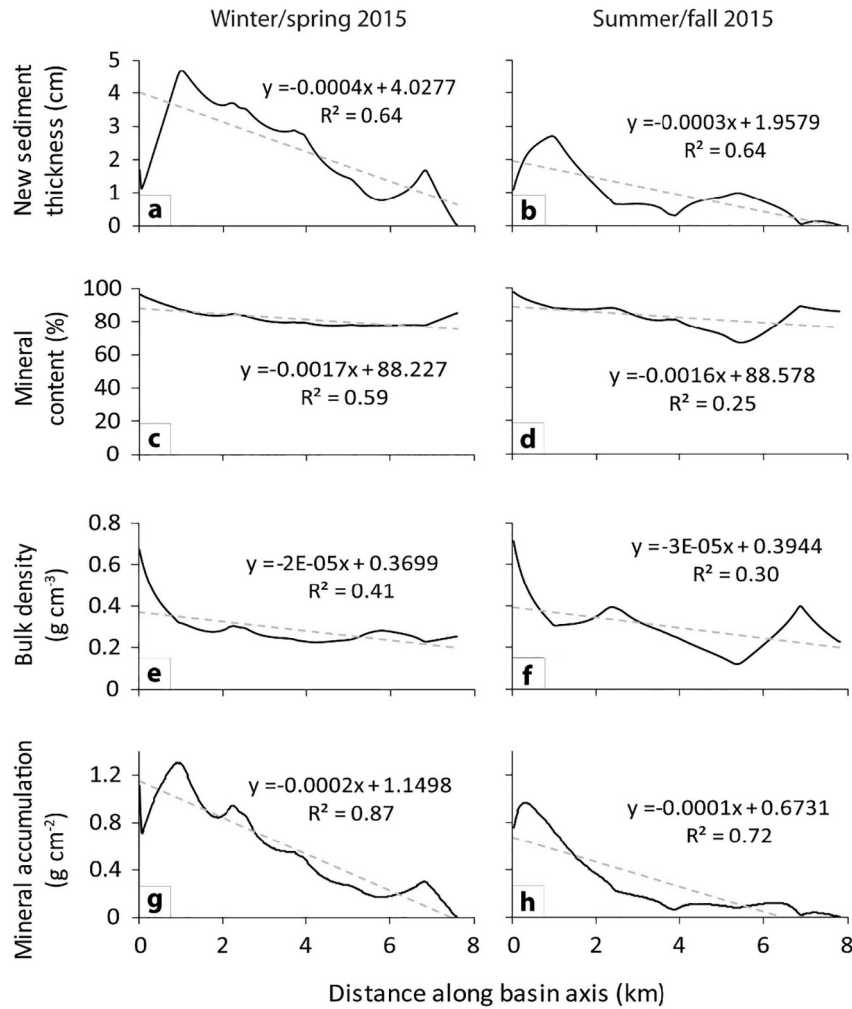 Winter/spring 2015
Summer/fall 2015
New sediment
thickness (cm)
5
4
3
2
1
0
y =-0.0004x + 4.0277
R² = 0.64
a
y =-0.0003x + 1.9579
R² = 0.64
b
Mineral
content (%)
100
80
60
40
20
0
y =-0.0017x + 88.227
R² = 0.59
c
y =-0.0016x + 88.578
R² = 0.25
d
Bulk density
(g cm⁻³)
0.8
0.6
0.4
0.2
0
y =-2E-05x + 0.3699
R² = 0.41
e
y =-3E-05x + 0.3944
R² = 0.30
f
Mineral accumulation
(g cm⁻²)
1.2
0.8
0.4
0
y =-0.0002x + 1.1498
R² = 0.87
g
y =-0.0001x + 0.6731
R² = 0.72
h
0 2 4 6 8
0 2 4 6 8
Distance along basin axis (km)